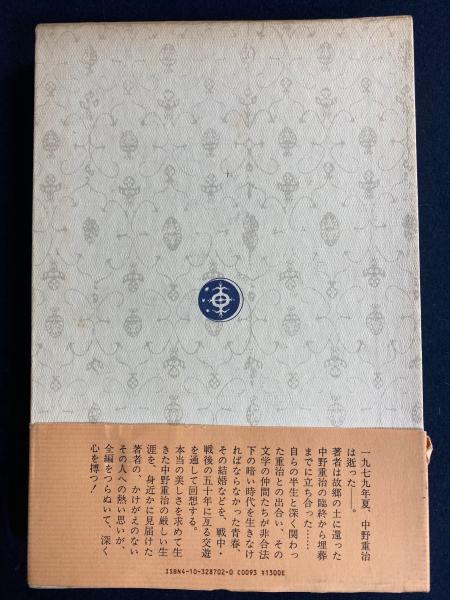 一九七九年夏、中野重治
は逝った――。
著者は故郷の土に還った
中野重治の臨終から埋葬
までに立ち合った……
自らの半生と深く関わっ
た重治との出合い、その
文学の仲間たちが非合法
下の暗い時代を生きなけ
ればならなかった青春、
その結婚などを、戦中・
戦後の五十年に亙る交遊
を通して回想する。
本当の美しさを求めて生
きた中野重治の厳しい生
涯を、身近かに見届けた
著者の、かけがえのない
その人への熱い思いが、
全編をつらぬいて、深く
心を搏つ！
ISBN4-10-328702-0 C0093 ¥1300E